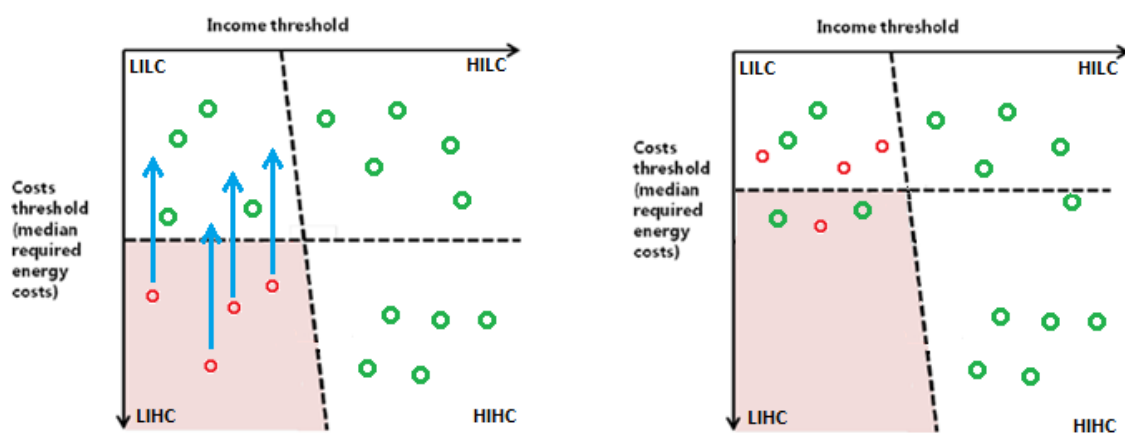 Income threshold
LILC
HILC
Costs
threshold
(median
required
energy
costs)
LIHC
HIHC
Income threshold
LILC
HILC
Costs
threshold
(median
required
energy
costs)
LIHC
HIHC